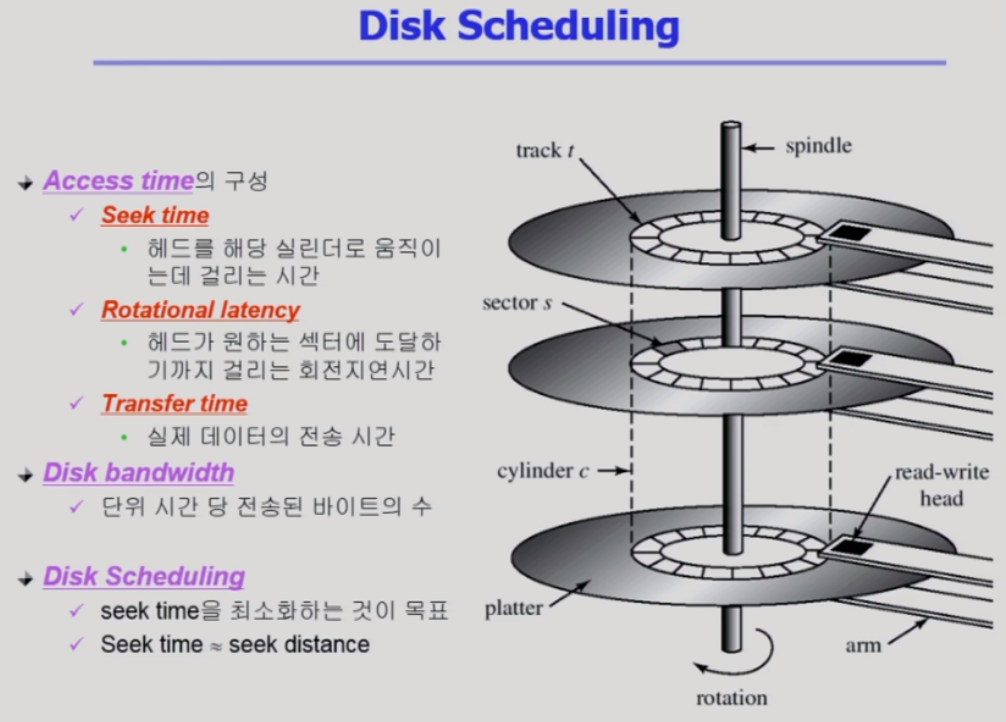 Disk Scheduling
Access time의 구성
✓ Seek time
• 헤드를 해당 실린더로 움직이
는데 걸리는 시간
✓ Rotational latency
• 헤드가 원하는 섹터에 도달하
기까지 걸리는 회전지연시간
✓ Transfer time
• 실제 데이터의 전송 시간
Disk bandwidth
✓ 단위 시간 당 전송된 바이트의 수
Disk Scheduling
✓ seek time을 최소화하는 것이 목표
✓ Seek time ≈ seek distance
track t
spindle
sector s
cylinder c
read-write
head
platter
arm
rotation